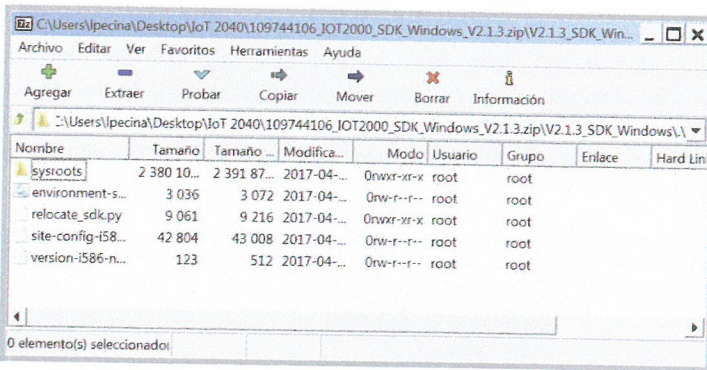 C:\Users\lpecina\Desktop\IoT 2040\109744106_IOT2000_SDK_Windows_V2.1.3.zip\V2.1.3_SDK_Win...
Archivo Editar Ver Favoritos Herramientas Ayuda
Agregar Extraer Probar Copiar Mover Borrar Información
:\Users\lpecina\Desktop\IoT 2040\109744106_IOT2000_SDK_Windows_V2.1.3.zip\V2.1.3_SDK_Windows\.\
Nombre Tamaño Tamaño ... Modifica... Modo Usuario Grupo Enlace Hard Lin
sysroots 2 380 10... 2 391 87... 2017-04-... 0rwxr-xr-x root root
environment-s... 3 036 3 072 2017-04-... 0rw-r--r-- root root
relocate_sdk.py 9 061 9 216 2017-04-... 0rwxr-xr-x root root
site-config-i58... 42 804 43 008 2017-04-... 0rw-r--r-- root root
version-i586-n... 123 512 2017-04-... 0rw-r--r-- root root
0 elemento(s) seleccionado(